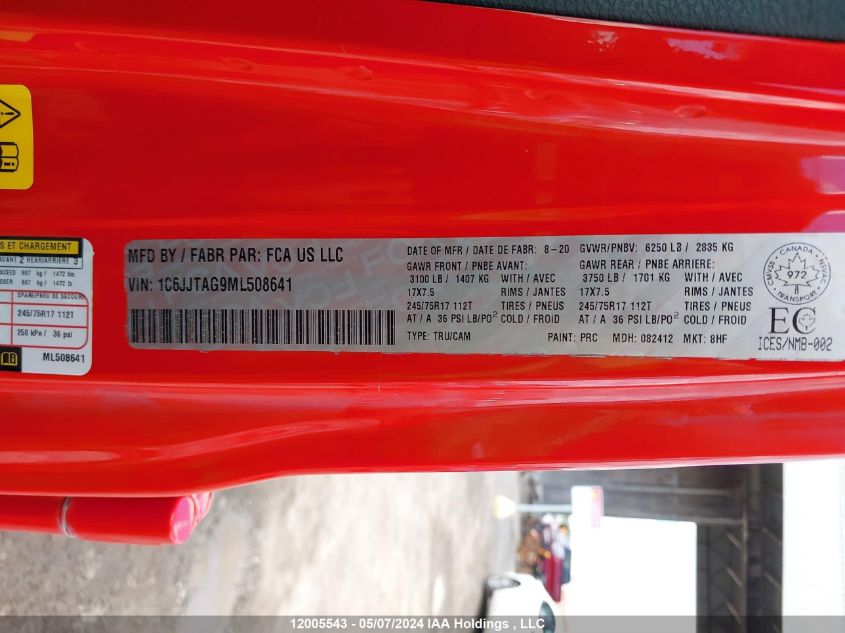 S ET CHARGEMENT
AVANT 2 REAR/ARRIÈRE 3
EXCEED 667 kg / 1472 lbs.
SSER 667 kg / 1472 lb.
SPARE/PNEU DE SECOURS
245/75R17 112T
250 kPa / 36 psi
ML508641
MFD BY / FABR PAR: FCA US LLC
VIN: 1C6JJTAG9ML508641
DATE OF MFR / DATE DE FABR: 8-20
GAWR FRONT / PNBE AVANT:
3100 LB / 1407 KG WITH / AVEC
17X7.5 RIMS / JANTES
245/75R17 112T TIRES / PNEUS
AT / A 36 PSI LB/PO² COLD / FROID
TYPE: TRU/CAM
GVWR/PNBV: 6250 LB / 2835 KG
GAWR REAR / PNBE ARRIERE:
3750 LB / 1701 KG WITH / AVEC
17X7.5 RIMS / JANTES
245/75R17 112T TIRES / PNEUS
AT / A 36 PSI LB/PO² COLD / FROID
PAINT: PRC MDH: 082412 MKT: 8HF
CANADA
CMVSS NSVAC
972
TRANSPORT
EC
ICES/NMB-002
12005543 - 05/07/2024 IAA Holdings , LLC